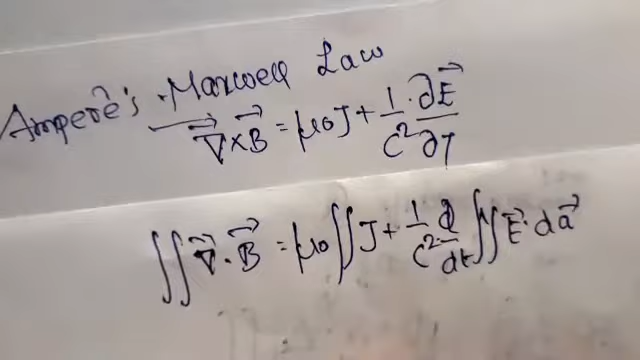 Ampere's Maxwell Law
∇⃗×B⃗ = μ0J + 1/c² · ∂E⃗/∂T
∬ ∇⃗·B⃗ = μ0∬J + 1/c² · d/dt ∬E⃗·da⃗